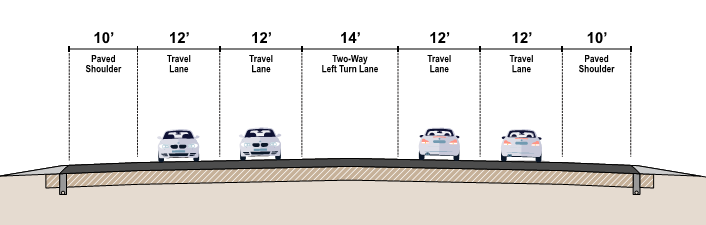 10’ 12’ 12’ 14’ 12’ 12’ 10’
Paved Travel Travel Two-Way Travel Travel Paved
Shoulder Lane Lane Left Turn Lane Lane Lane Shoulder